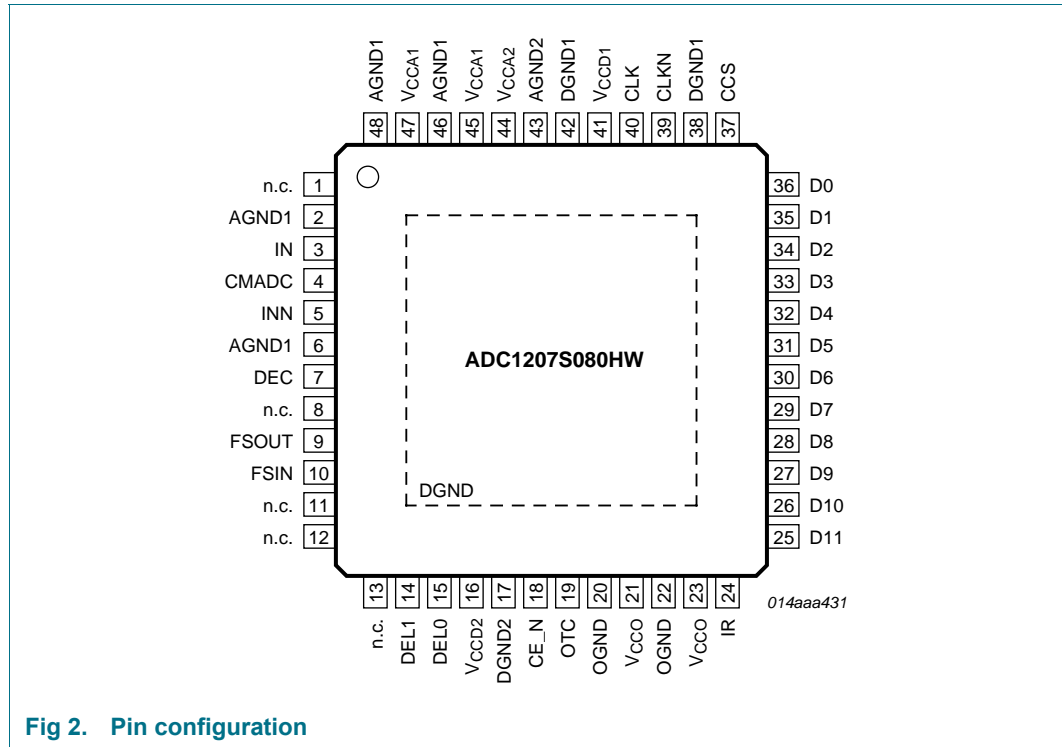 AGND1 VCCA1 AGND1 VCCA1 VCCA2 AGND2 DGND1 VCCD1 CLK CLKN DGND1 CCS
48 47 46 45 44 43 42 41 40 39 38 37
n.c. 1 36 D0
AGND1 2 35 D1
IN 3 34 D2
CMADC 4 33 D3
INN 5 32 D4
AGND1 6 31 D5
ADC1207S080HW
DEC 7 30 D6
n.c. 8 29 D7
FSOUT 9 28 D8
FSIN 10 27 D9
DGND
n.c. 11 26 D10
n.c. 12 25 D11
13 14 15 16 17 18 19 20 21 22 23 24
014aaa431
n.c. DEL1 DEL0 VCCD2 DGND2 CE_N OTC OGND VCCO OGND VCCO IR
Fig 2. Pin configuration